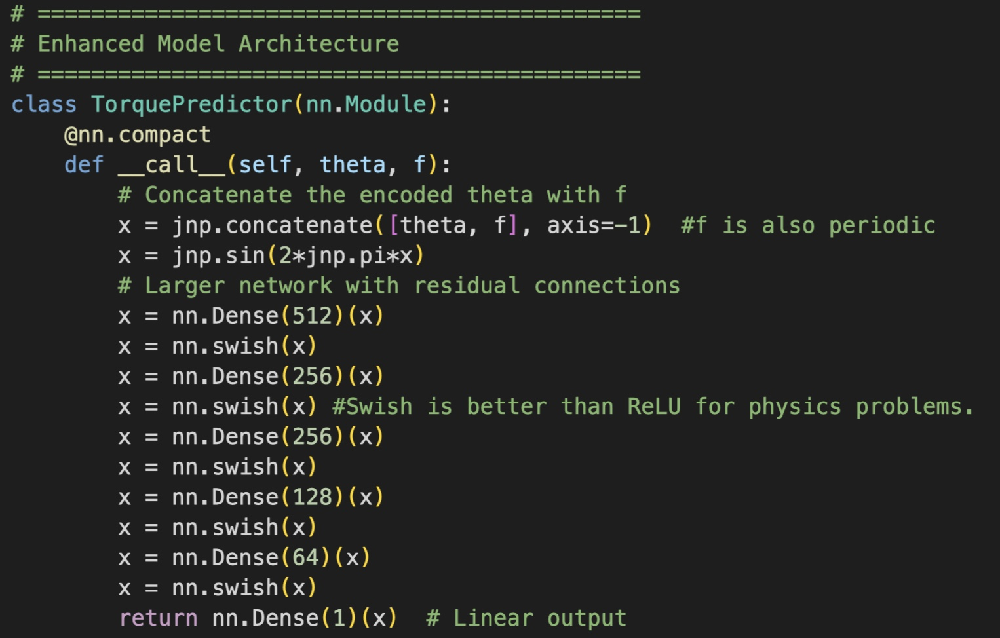 # =============================================
# Enhanced Model Architecture
# =============================================
class TorquePredictor(nn.Module):
    @nn.compact
    def __call__(self, theta, f):
        # Concatenate the encoded theta with f
        x = jnp.concatenate([theta, f], axis=-1)  #f is also periodic
        x = jnp.sin(2*jnp.pi*x)
        # Larger network with residual connections
        x = nn.Dense(512)(x)
        x = nn.swish(x)
        x = nn.Dense(256)(x)
        x = nn.swish(x) #Swish is better than ReLU for physics problems.
        x = nn.Dense(256)(x)
        x = nn.swish(x)
        x = nn.Dense(128)(x)
        x = nn.swish(x)
        x = nn.Dense(64)(x)
        x = nn.swish(x)
        return nn.Dense(1)(x)  # Linear output